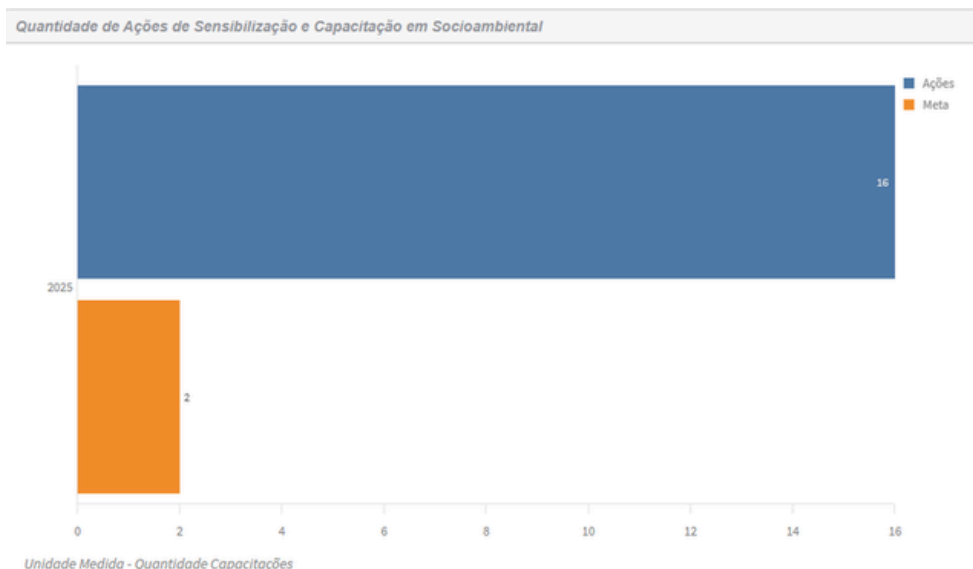 Quantidade de Ações de Sensibilização e Capacitação em Socioambiental
Ações
Meta
16
2025
2
0 2 4 6 8 10 12 14 16
Unidade Medida - Quantidade Capacitações